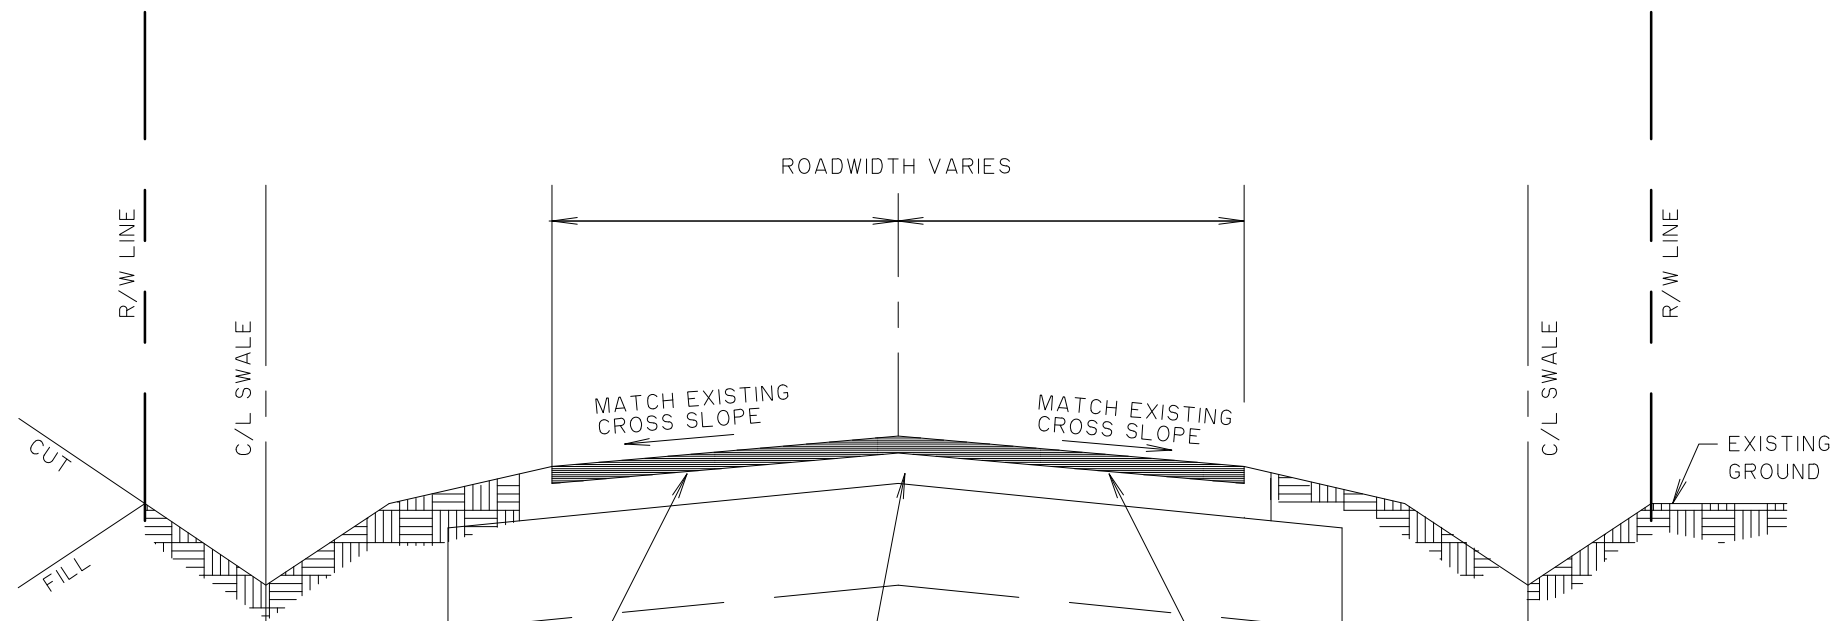 ROADWIDTH VARIES
R/W LINE
R/W LINE
C/L SWALE
C/L SWALE
MATCH EXISTING
CROSS SLOPE
MATCH EXISTING
CROSS SLOPE
CUT
EXISTING
GROUND
FILL